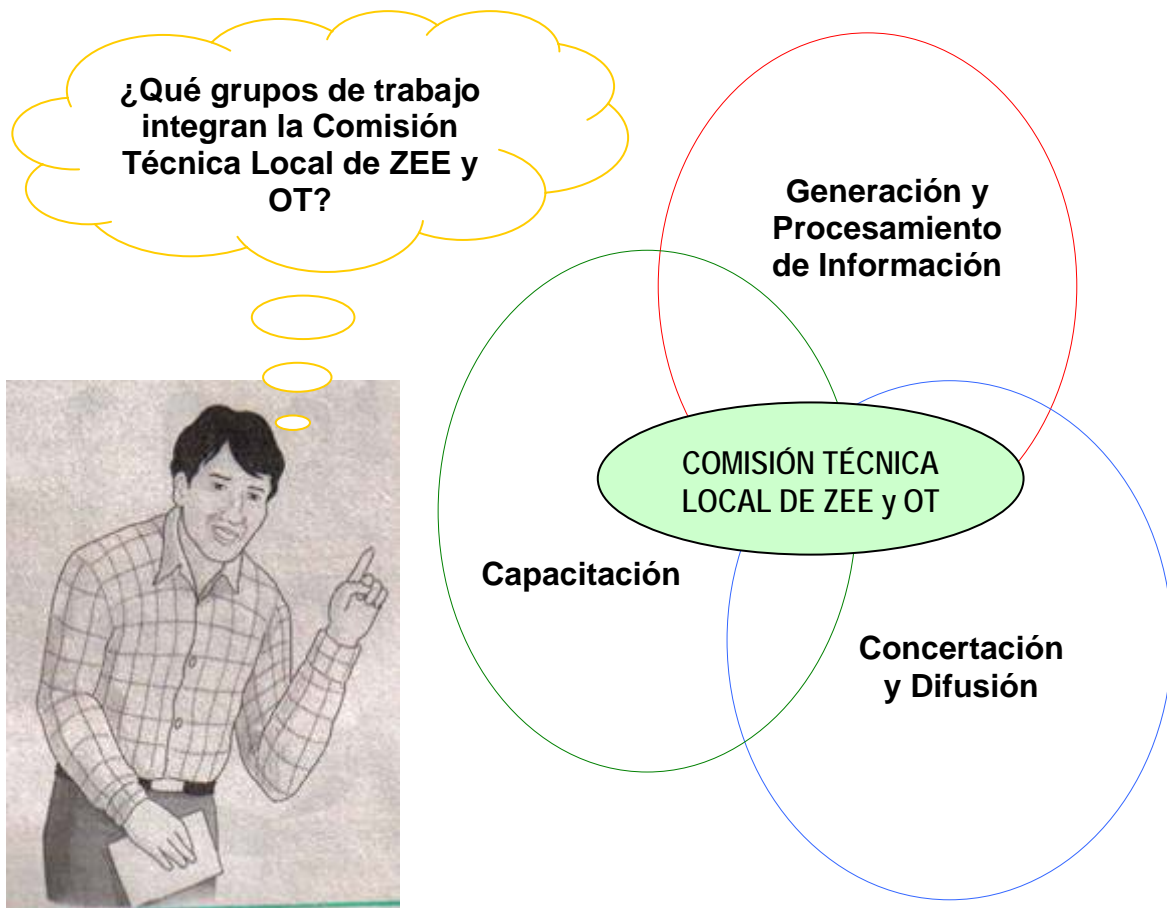 ¿Qué grupos de trabajo
integran la Comisión
Técnica Local de ZEE y
OT?
Generación y
Procesamiento
de Información
COMISIÓN TÉCNICA
LOCAL DE ZEE y OT
Capacitación
Concertación
y Difusión